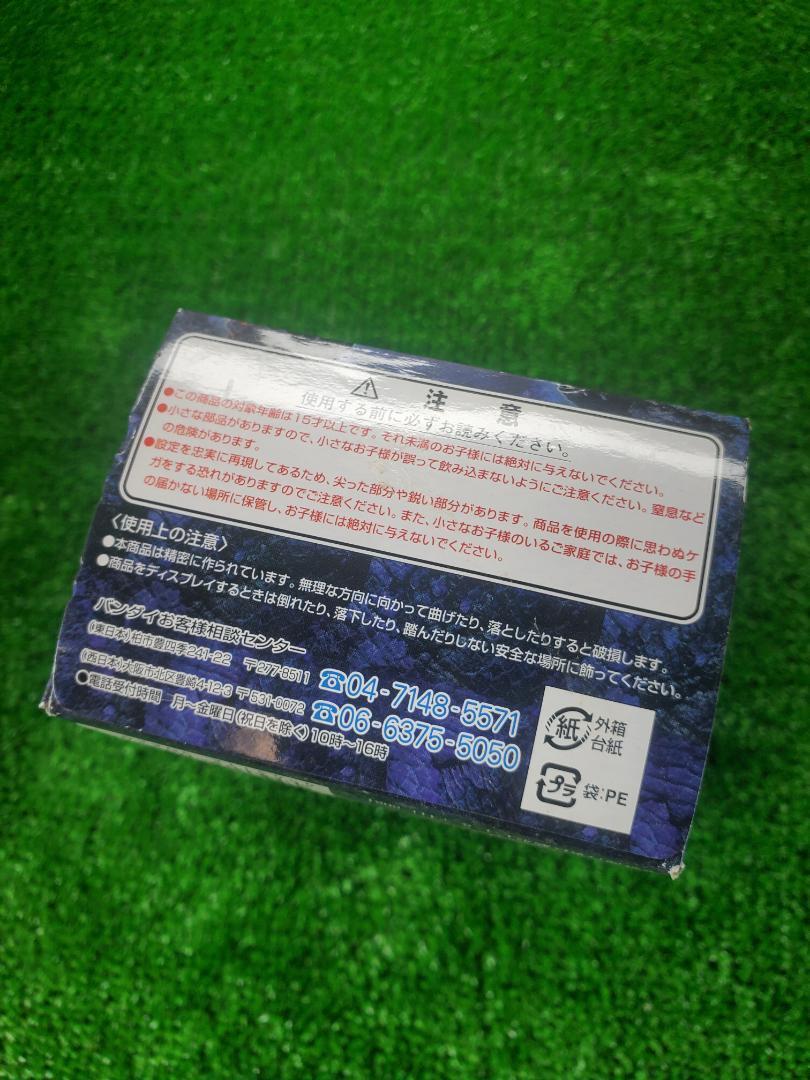 ⚠ 注意
使用する前に必ずお読みください。
●この商品の対象年齢は15才以上です。それ未満のお子様には絶対に与えないでください。
●小さな部品がありますので、小さなお子様が誤って飲み込まないようにご注意ください。窒息など
の危険があります。
●設定を忠実に再現してあるため、尖った部分や鋭い部分があります。商品を使用の際に思わぬケ
ガをする恐れがありますのでご注意ください。また、小さなお子様のいるご家庭では、お子様の手
の届かない場所に保管し、お子様には絶対に与えないでください。
〈使用上の注意〉
●本商品は精密に作られています。無理な方向に向かって曲げたり、落としたりすると破損します。
●商品をディスプレイするときは倒れたり、落下したり、踏んだりしない安全な場所に飾ってください。
バンダイお客様相談センター
(東日本)柏市豊四季241-22 〒277-8511 ☎04-7148-5571
(西日本)大阪市北区豊崎4-12-3 〒531-0072 ☎06-6375-5050
●電話受付時間 月～金曜日(祝日を除く)10時～16時
紙 外箱
台紙
プラ 袋:PE